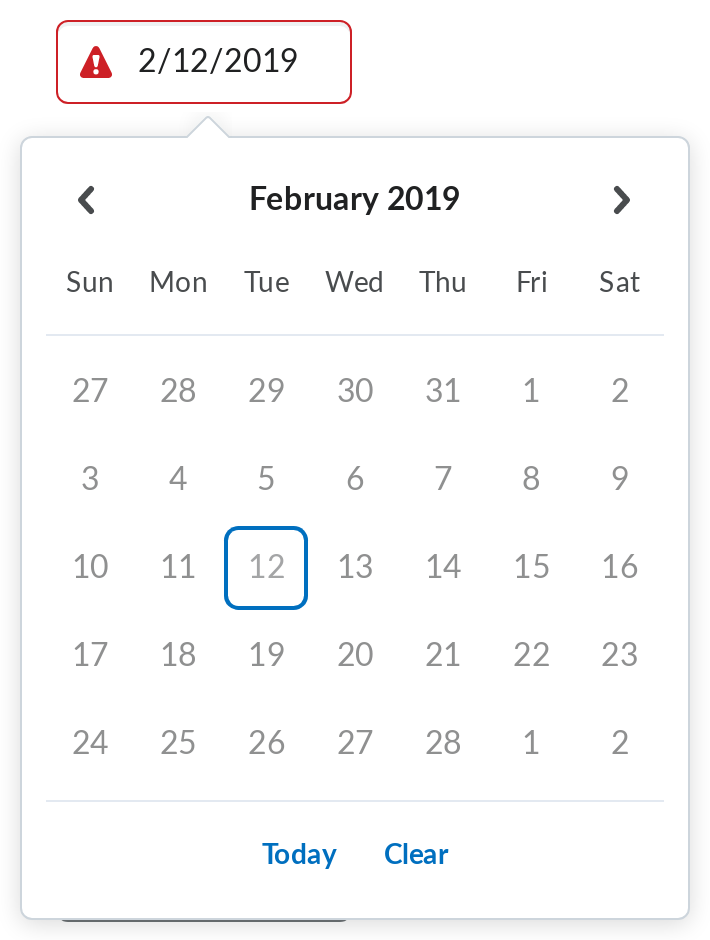 2/12/2019
February 2019
Sun Mon Tue Wed Thu Fri Sat
27 28 29 30 31 1 2
3 4 5 6 7 8 9
10 11 12 13 14 15 16
17 18 19 20 21 22 23
24 25 26 27 28 1 2
Today Clear